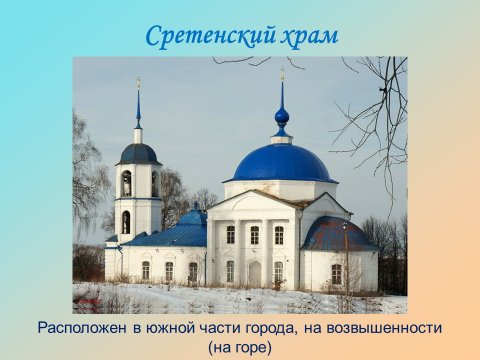 Сретенский храм
Расположен в южной части города, на возвышенности
(на горе)